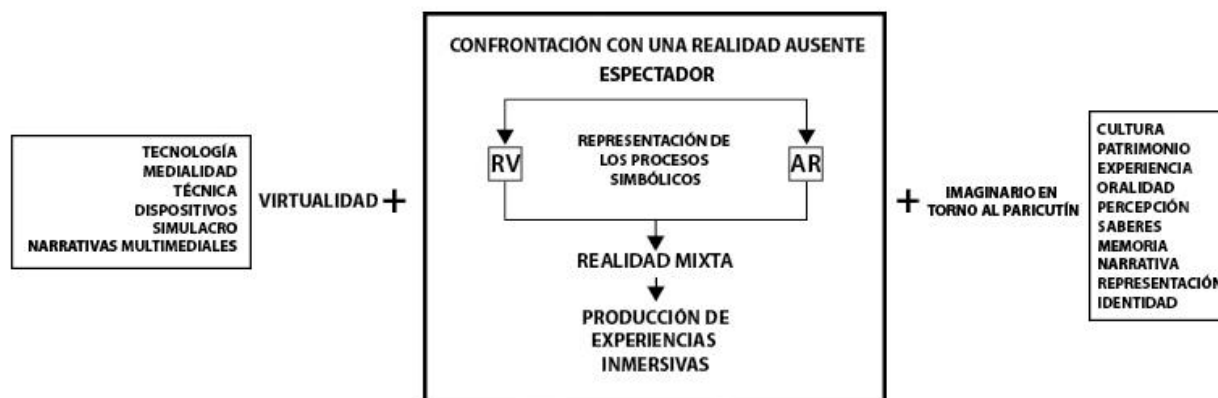 TECNOLOGÍA
MEDIALIDAD
TÉCNICA
DISPOSITIVOS
SIMULACRO
NARRATIVAS MULTIMEDIALES
VIRTUALIDAD +
CONFRONTACIÓN CON UNA REALIDAD AUSENTE
ESPECTADOR
RV
REPRESENTACIÓN DE
LOS PROCESOS
SIMBÓLICOS
AR
REALIDAD MIXTA
PRODUCCIÓN DE
EXPERIENCIAS
INMERSIVAS
+ IMAGINARIO EN
TORNO AL PARICUTÍN
CULTURA
PATRIMONIO
EXPERIENCIA
ORALIDAD
PERCEPCIÓN
SABERES
MEMORIA
NARRATIVA
REPRESENTACIÓN
IDENTIDAD